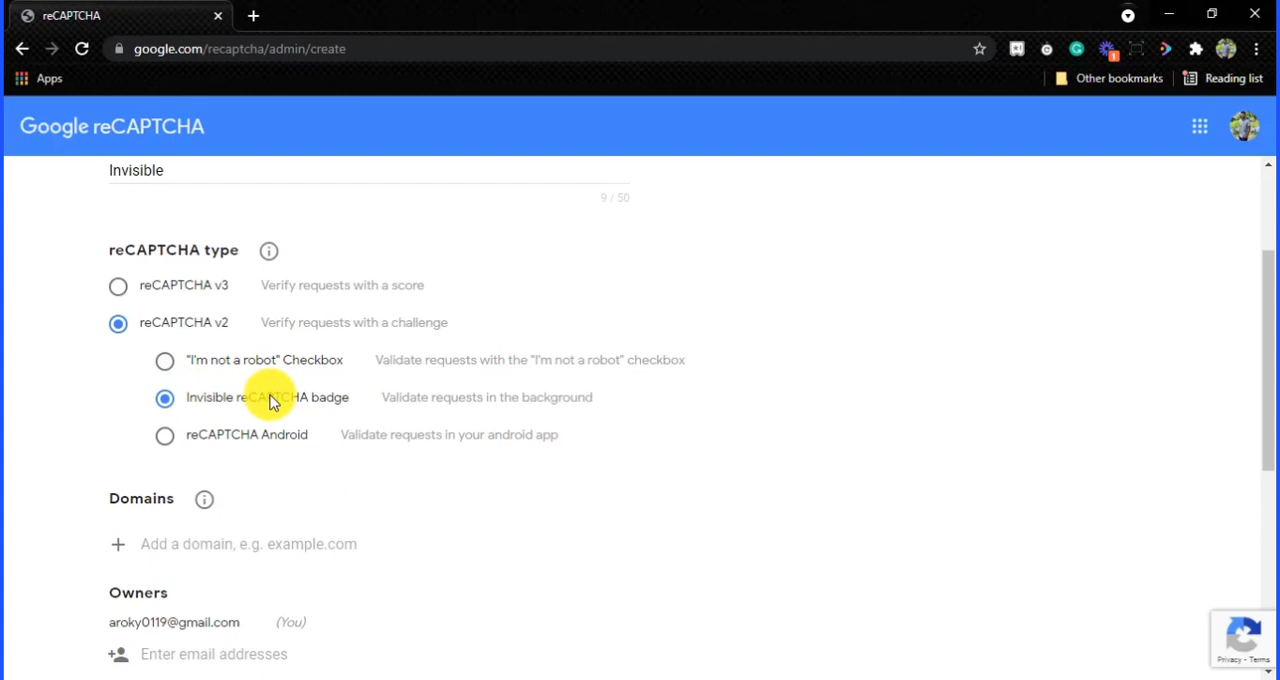 reCAPTCHA
google.com/recaptcha/admin/create
Apps
Other bookmarks
Reading list
Google reCAPTCHA
Invisible
9 / 50
reCAPTCHA type
reCAPTCHA v3 Verify requests with a score
reCAPTCHA v2 Verify requests with a challenge
"I'm not a robot" Checkbox Validate requests with the "I'm not a robot" checkbox
Invisible reCAPTCHA badge Validate requests in the background
reCAPTCHA Android Validate requests in your android app
Domains
Add a domain, e.g. example.com
Owners
aroky0119@gmail.com (You)
Enter email addresses
Privacy - Terms